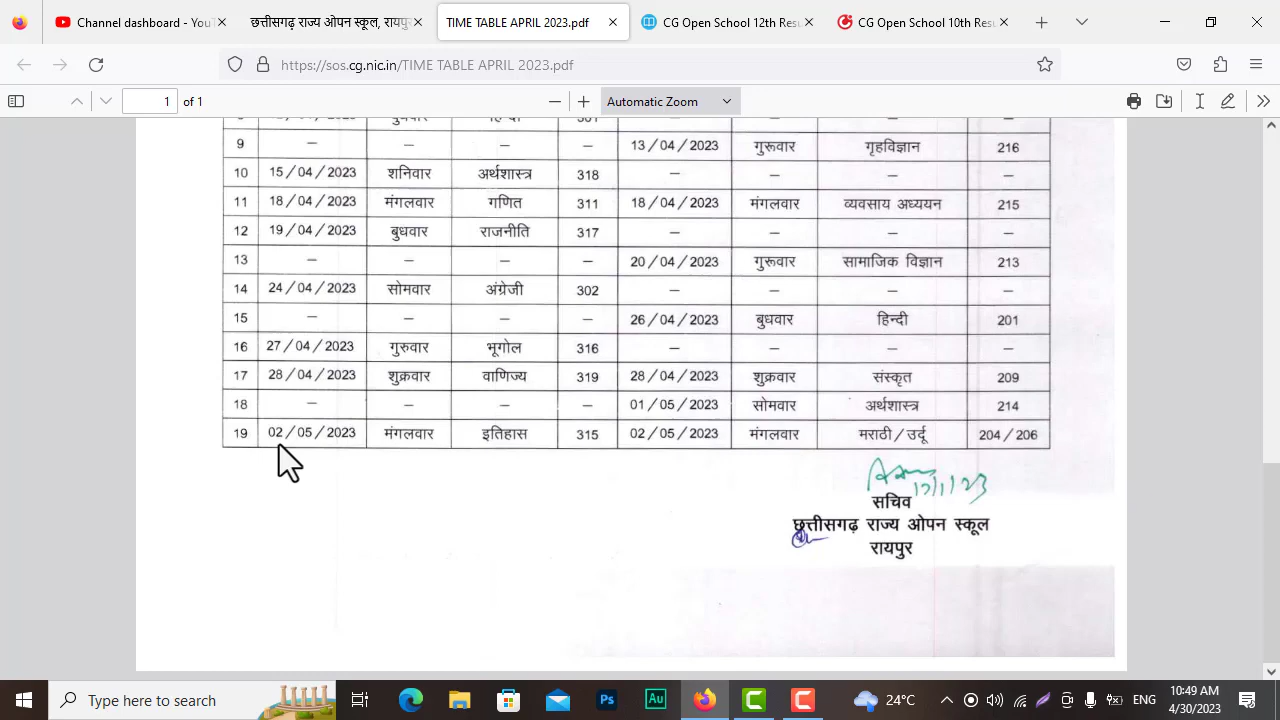 Channel dashboard - YouT
छत्तीसगढ़ राज्य ओपन स्कूल, रायपु
TIME TABLE APRIL 2023.pdf
CG Open School 12th Resu
CG Open School 10th Resu
https://sos.cg.nic.in/TIME TABLE APRIL 2023.pdf
1 of 1
Automatic Zoom
9 – – – – 13/04/2023 गुरूवार गृहविज्ञान 216
10 15/04/2023 शनिवार अर्थशास्त्र 318 – – – –
11 18/04/2023 मंगलवार गणित 311 18/04/2023 मंगलवार व्यवसाय अध्ययन 215
12 19/04/2023 बुधवार राजनीति 317 – – – –
13 – – – – 20/04/2023 गुरूवार सामाजिक विज्ञान 213
14 24/04/2023 सोमवार अंग्रेजी 302 – – – –
15 – – – – 26/04/2023 बुधवार हिन्दी 201
16 27/04/2023 गुरुवार भूगोल 316 – – – –
17 28/04/2023 शुक्रवार वाणिज्य 319 28/04/2023 शुक्रवार संस्कृत 209
18 – – – – 01/05/2023 सोमवार अर्थशास्त्र 214
19 02/05/2023 मंगलवार इतिहास 315 02/05/2023 मंगलवार मराठी/उर्दू 204/206
सचिव
छत्तीसगढ़ राज्य ओपन स्कूल
रायपुर
Type here to search
Ps
Au
24°C
ENG
10:49 AM
4/30/2023